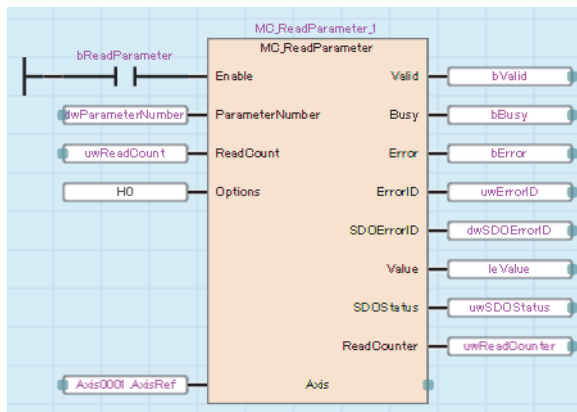 MC_ReadParameter_1
bReadParameter
MC_ReadParameter
Enable
Valid
bValid
dwParameterNumber
ParameterNumber
Busy
bBusy
uwReadCount
ReadCount
Error
bError
H0
Options
ErrorID
uwErrorID
SDOErrorID
dwSDOErrorID
Value
leValue
SDOStatus
uwSDOStatus
ReadCounter
uwReadCounter
Axis0001.AxisRef
Axis